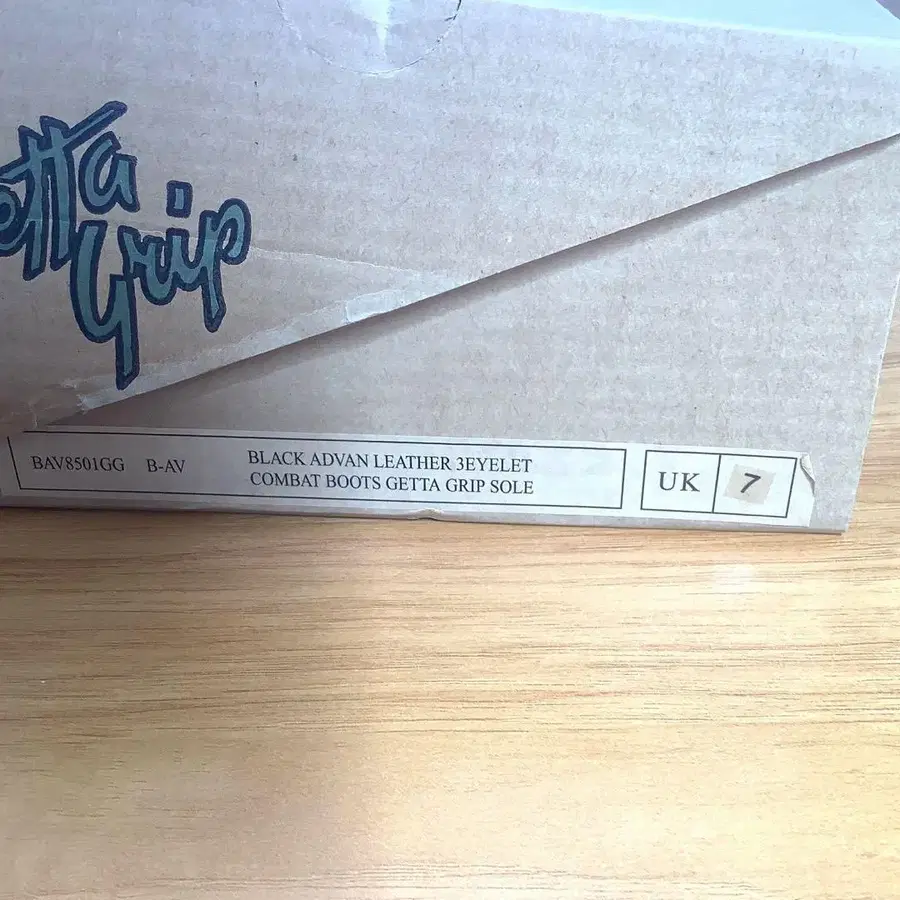 etta
Grip
BAV8501GG B-AV BLACK ADVAN LEATHER 3EYELET
COMBAT BOOTS GETTA GRIP SOLE
UK 7